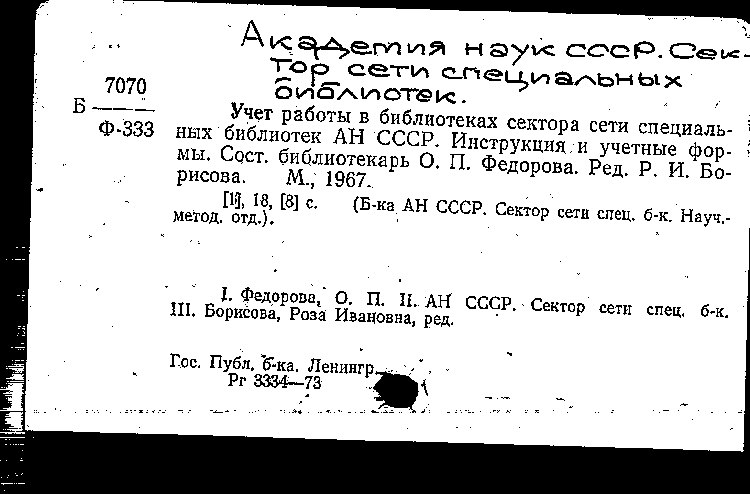 Академия наук СССР. Сек-
тор сети специальных
библиотек.
7070
Б
Ф-333
Учет работы в библиотеках сектора сети специаль-
ных библиотек АН СССР. Инструкция и учетные фор-
мы. Сост. библиотекарь О. П. Федорова. Ред. Р. И. Бо-
рисова. М., 1967.
[1], 18, [8] с. (Б-ка АН СССР. Сектор сети спец. б-к. Науч.-
метод. отд.).
I. Федорова, О. П. II. АН СССР. Сектор сети спец. б-к.
III. Борисова, Роза Ивановна, ред.
Гос. Публ. б-ка. Ленингр.
Рг 3334—73